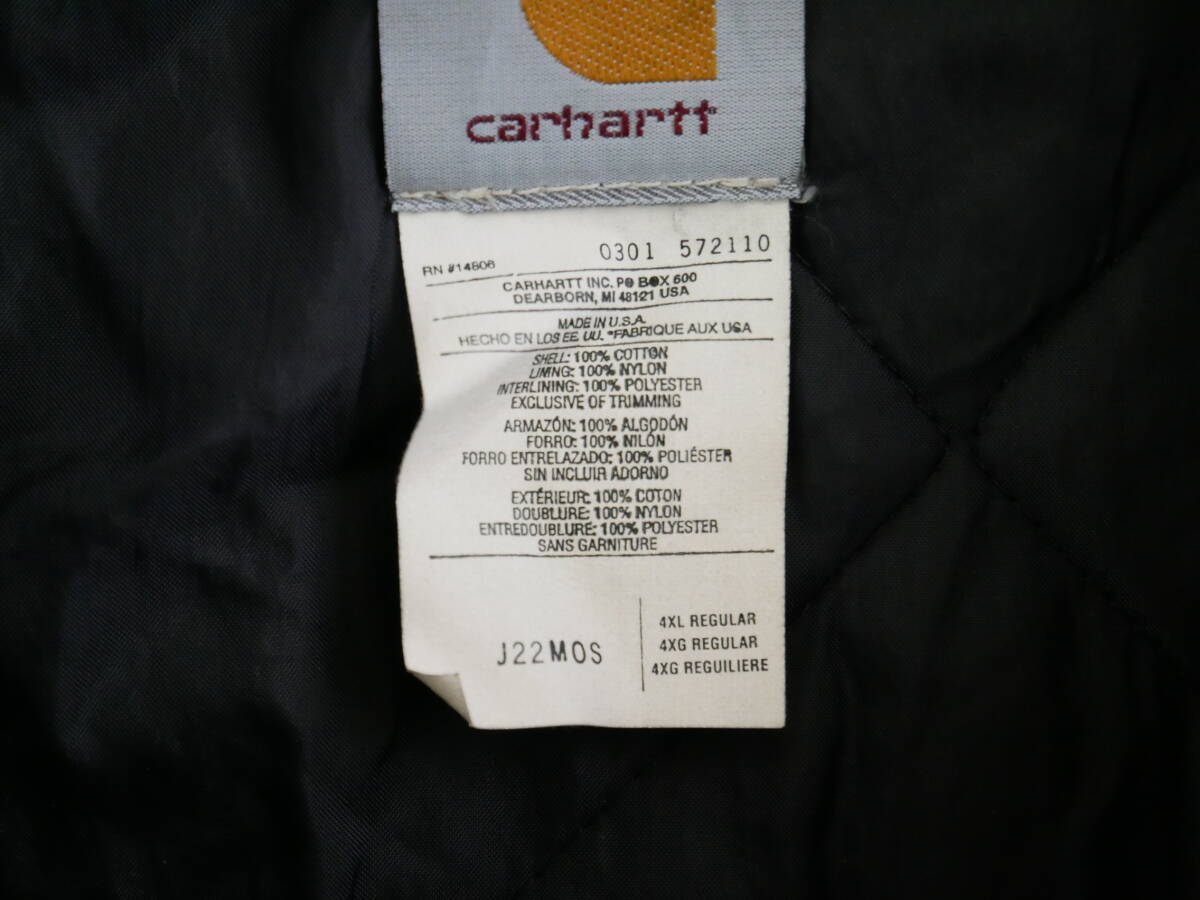 carhartt
0301 572110
RN #14806
CARHARTT INC. PO BOX 600
DEARBORN, MI 48121 USA
MADE IN U.S.A.
HECHO EN LOS EE. UU. *FABRIQUE AUX USA
SHELL: 100% COTTON
LINING: 100% NYLON
INTERLINING: 100% POLYESTER
EXCLUSIVE OF TRIMMING
ARMAZÓN: 100% ALGODÓN
FORRO: 100% NILÓN
FORRO ENTRELAZADO: 100% POLIÉSTER
SIN INCLUIR ADORNO
EXTÉRIEUR: 100% COTON
DOUBLURE: 100% NYLON
ENTREDOUBLURE: 100% POLYESTER
SANS GARNITURE
J22MOS
4XL REGULAR
4XG REGULAR
4XG REGUILIERE